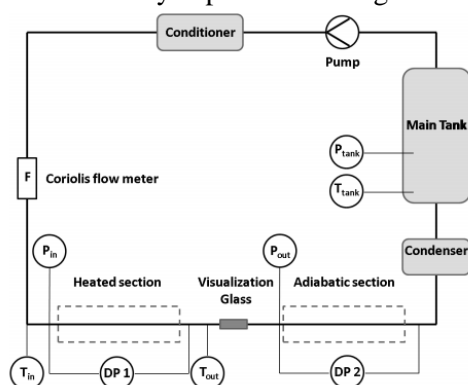 Conditioner
Pump
Main Tank
P tank
T tank
F
Coriolis flow meter
Condenser
P in
P out
Heated section
Visualization
Glass
Adiabatic section
T in
DP 1
T out
DP 2